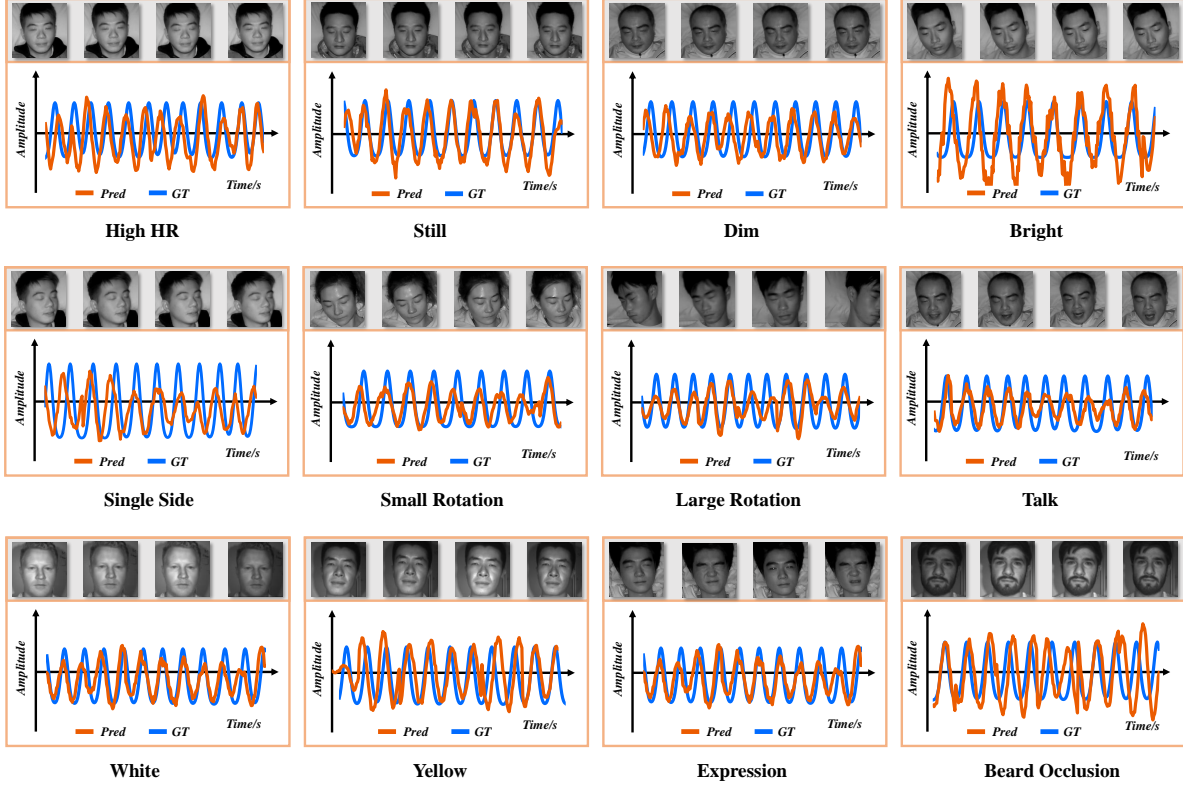 Amplitude
Time/s
Pred GT
High HR
Amplitude
Time/s
Pred GT
Still
Amplitude
Time/s
Pred GT
Dim
Amplitude
Time/s
Pred GT
Bright
Amplitude
Time/s
Pred GT
Single Side
Amplitude
Time/s
Pred GT
Small Rotation
Amplitude
Time/s
Pred GT
Large Rotation
Amplitude
Time/s
Pred GT
Talk
Amplitude
Time/s
Pred GT
White
Amplitude
Time/s
Pred GT
Yellow
Amplitude
Time/s
Pred GT
Expression
Amplitude
Time/s
Pred GT
Beard Occlusion